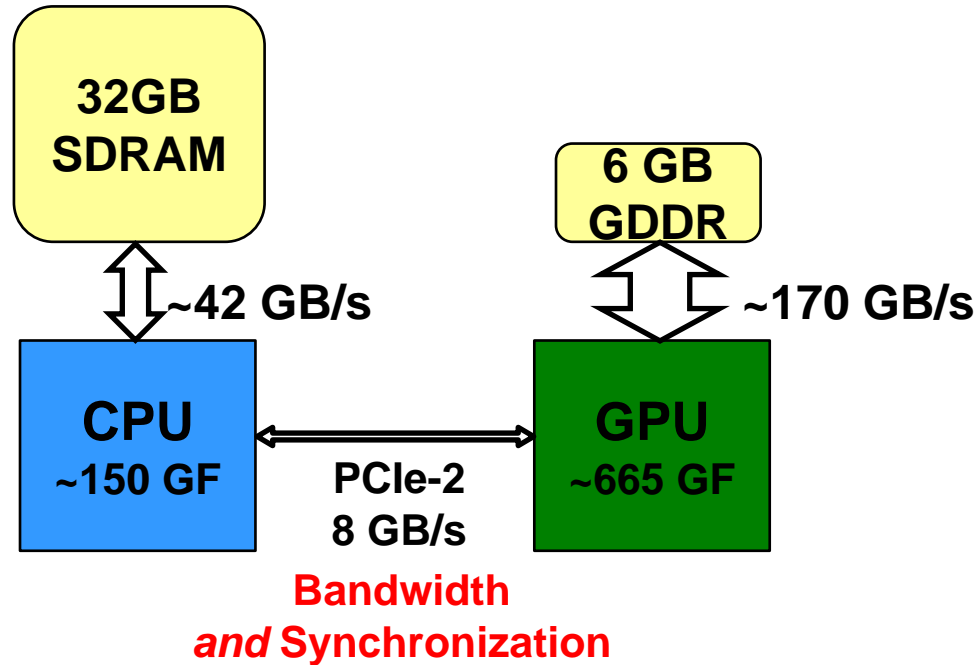 32GB
SDRAM
6 GB
GDDR
~42 GB/s
~170 GB/s
CPU
~150 GF
GPU
~665 GF
PCIe-2
8 GB/s
Bandwidth
and Synchronization